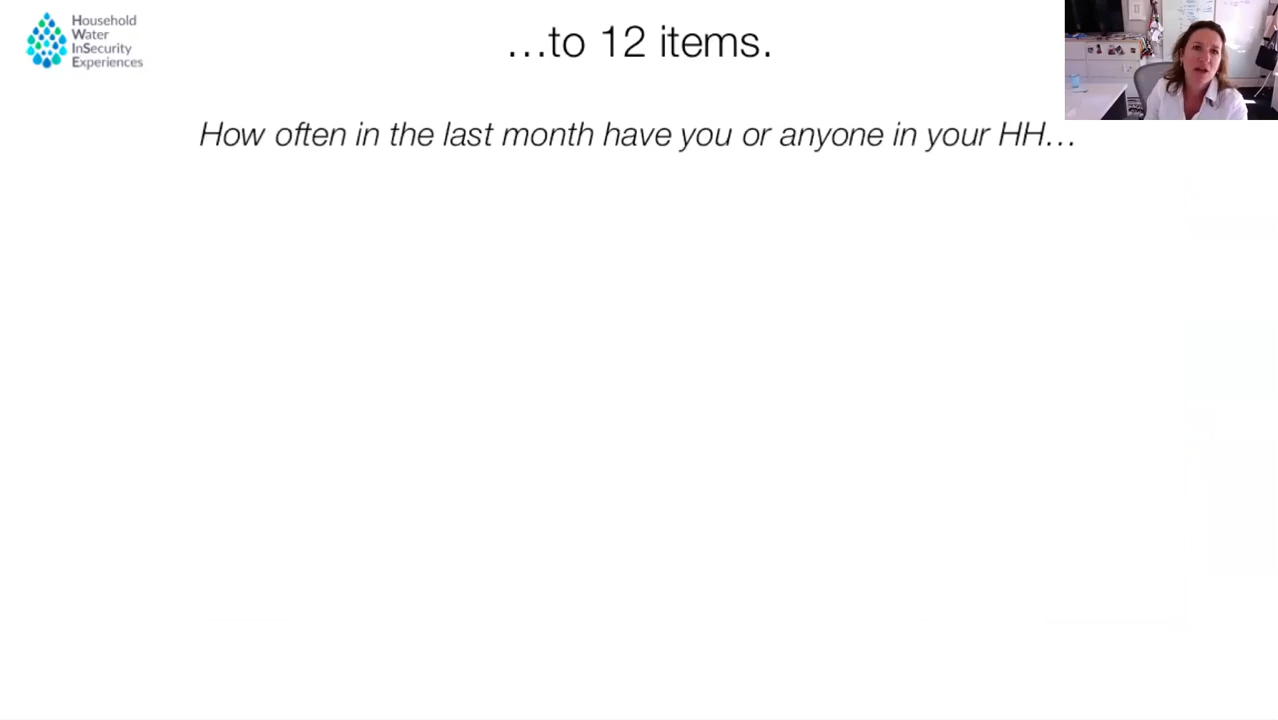 Household
Water
InSecurity
Experiences
…to 12 items.
How often in the last month have you or anyone in your HH…